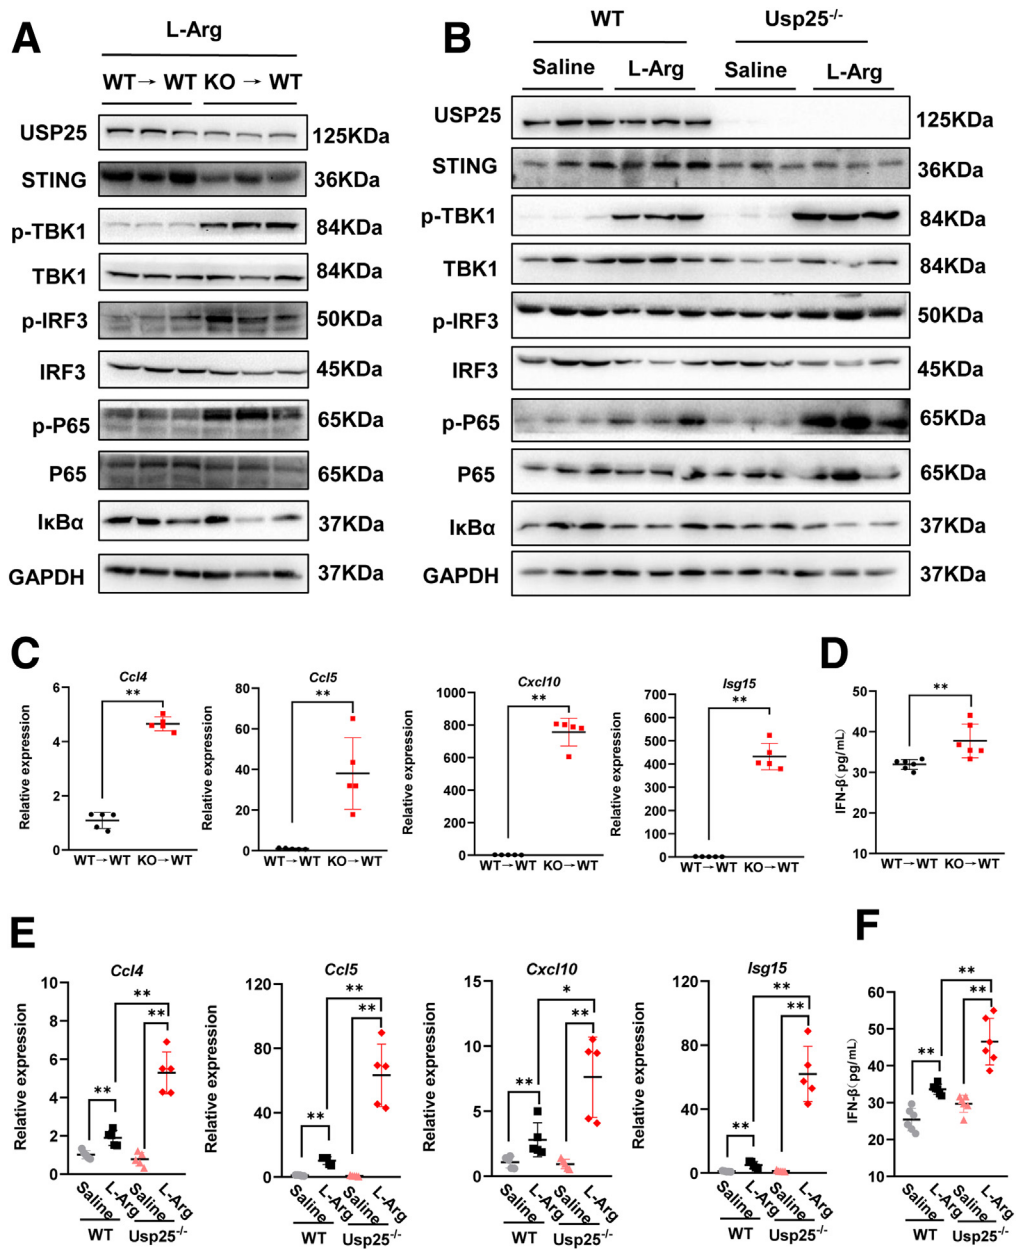 A
L-Arg
WT→ WT KO → WT
USP25 125KDa
STING 36KDa
p-TBK1 84KDa
TBK1 84KDa
p-IRF3 50KDa
IRF3 45KDa
p-P65 65KDa
P65 65KDa
IκBα 37KDa
GAPDH 37KDa
B
WT Usp25-/-
Saline L-Arg Saline L-Arg
USP25 125KDa
STING 36KDa
p-TBK1 84KDa
TBK1 84KDa
p-IRF3 50KDa
IRF3 45KDa
p-P65 65KDa
P65 65KDa
IκBα 37KDa
GAPDH 37KDa
C
Ccl4
Relative expression
6
4
2
0
**
WT→WT KO→WT
Ccl5
Relative expression
80
60
40
20
0
**
WT→WT KO→WT
Cxcl10
Relative expression
1000
800
600
400
200
0
**
WT→WT KO→WT
Isg15
Relative expression
700
600
500
400
300
200
100
0
**
WT→WT KO→WT
D
IFN-β（pg/mL）
50
40
30
20
10
**
WT→WT KO→WT
E
Ccl4
Relative expression
10
8
6
4
2
0
**
**
**
Saline L-Arg Saline L-Arg
WT Usp25-/-
Ccl5
Relative expression
120
80
40
0
**
**
**
Saline L-Arg Saline L-Arg
WT Usp25-/-
Cxcl10
Relative expression
15
10
5
0
*
**
**
Saline L-Arg Saline L-Arg
WT Usp25-/-
Isg15
Relative expression
120
80
40
0
**
**
**
Saline L-Arg Saline L-Arg
WT Usp25-/-
F
IFN-β（pg/mL）
60
50
40
30
20
10
**
**
**
Saline L-Arg Saline L-Arg
WT Usp25-/-